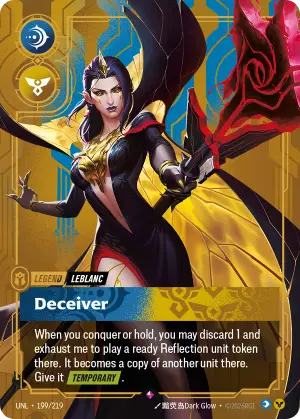 LEGEND LEBLANC
Deceiver
When you conquer or hold, you may discard 1 and
exhaust me to play a ready Reflection unit token
there. It becomes a copy of another unit there.
Give it TEMPORARY.
UNL • 199/219
Dark Glow